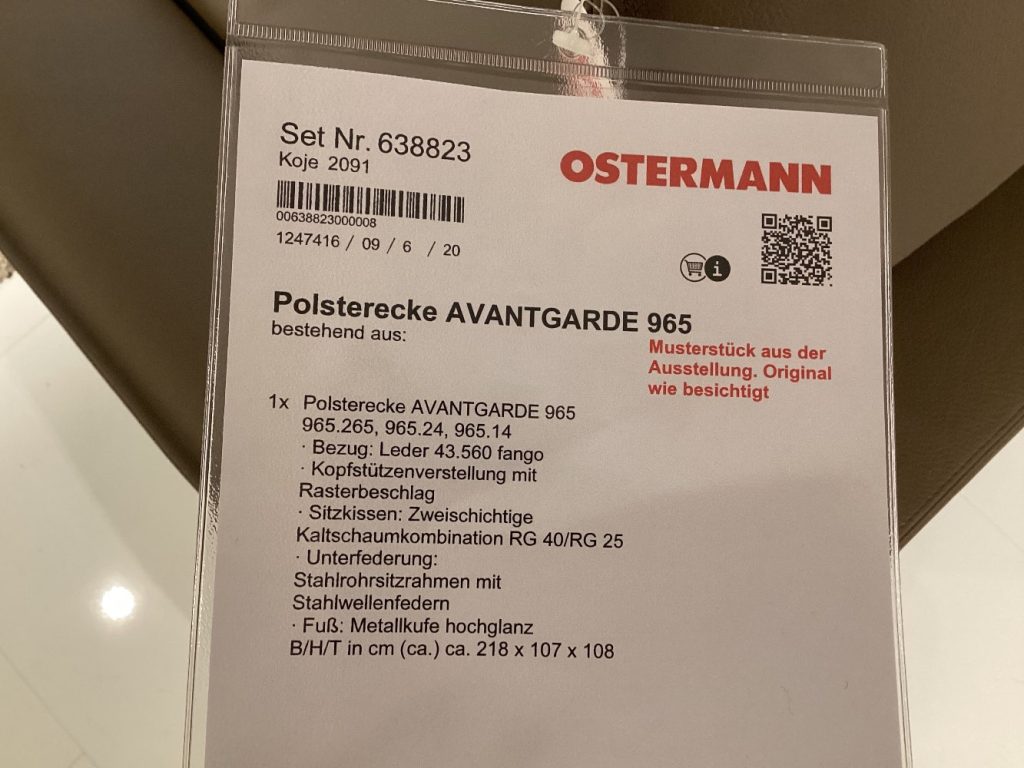 Set Nr. 638823
Koje 2091
OSTERMANN
00638823000008
1247416 / 09 / 6 / 20
i
Polsterecke AVANTGARDE 965
bestehend aus:
Musterstück aus der
Ausstellung. Original
wie besichtigt
1x Polsterecke AVANTGARDE 965
965.265, 965.24, 965.14
· Bezug: Leder 43.560 fango
· Kopfstützenverstellung mit
Rasterbeschlag
· Sitzkissen: Zweischichtige
Kaltschaumkombination RG 40/RG 25
· Unterfederung:
Stahlrohrsitzrahmen mit
Stahlwellenfedern
· Fuß: Metallkufe hochglanz
B/H/T in cm (ca.) ca. 218 x 107 x 108